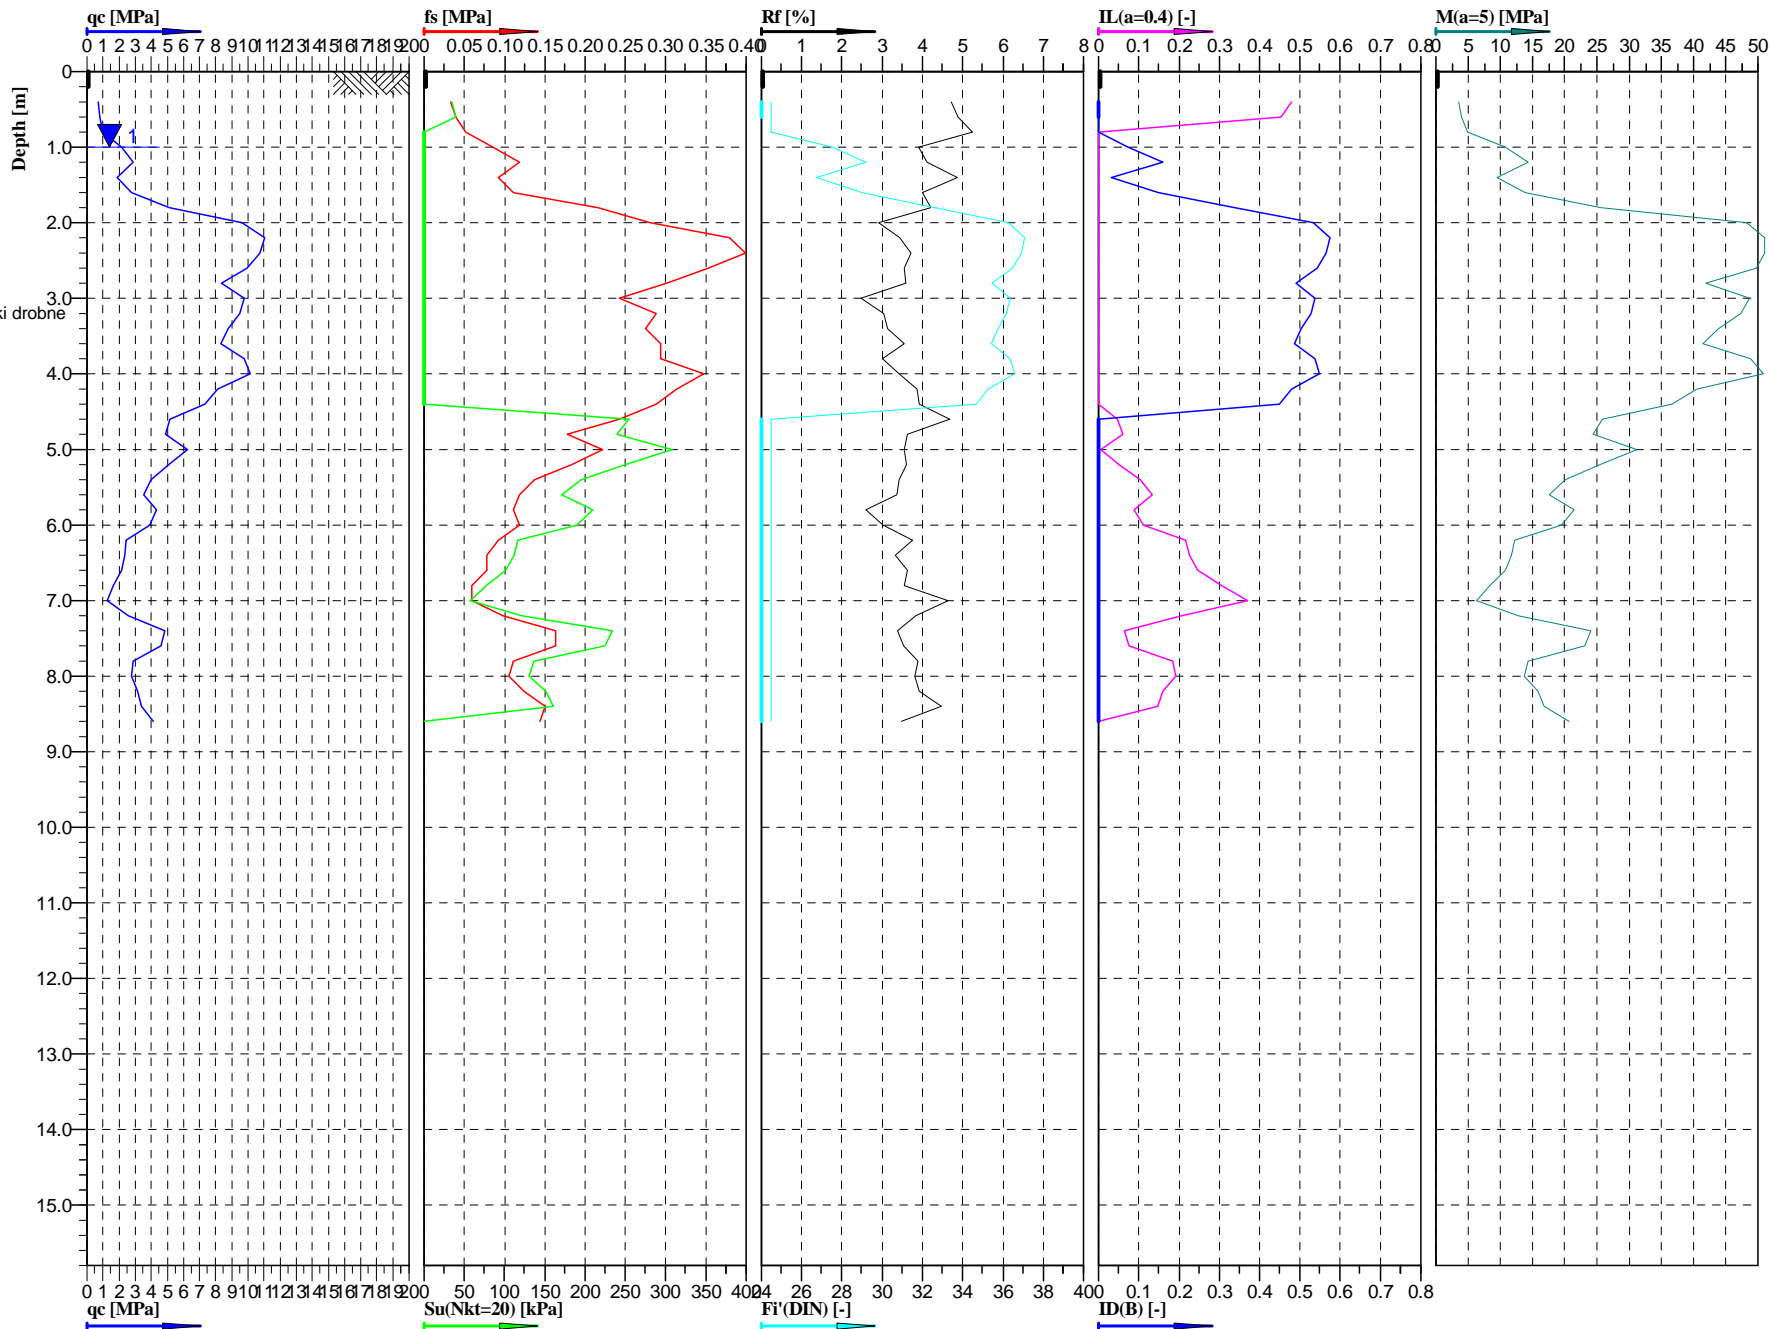 qc [MPa] fs [MPa] Rf [%] IL(a=0.4) [-] M(a=5) [MPa]
0 1 2 3 4 5 6 7 8 9 10 11 12 13 14 15 16 17 18 19 20 0 0.05 0.10 0.15 0.20 0.25 0.30 0.35 0.40 0 1 2 3 4 5 6 7 8 0 0.1 0.2 0.3 0.4 0.5 0.6 0.7 0.8 0 5 10 15 20 25 30 35 40 45 50
Depth [m]
0
1
1.0
2.0
3.0
ki drobne
4.0
5.0
6.0
7.0
8.0
9.0
10.0
11.0
12.0
13.0
14.0
15.0
0 1 2 3 4 5 6 7 8 9 10 11 12 13 14 15 16 17 18 19 20 0 50 100 150 200 250 300 350 400 24 26 28 30 32 34 36 38 40 0 0.1 0.2 0.3 0.4 0.5 0.6 0.7 0.8
qc [MPa] Su(Nkt=20) [kPa] Fi'(DIN) [-] ID(B) [-]